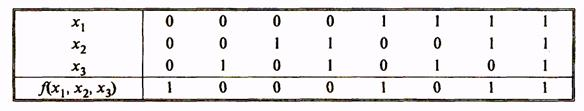 x₁ 0 0 0 0 1 1 1 1
x₂ 0 0 1 1 0 0 1 1
x₃ 0 1 0 1 0 1 0 1
f(x₁, x₂, x₃) 1 0 0 0 1 0 1 1